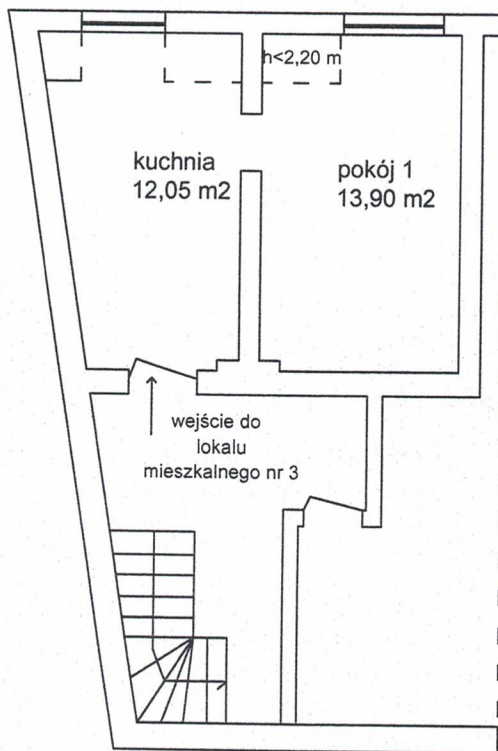 h<2,20 m
kuchnia
12,05 m2
pokój 1
13,90 m2
wejście do
lokalu
mieszkalnego nr 3